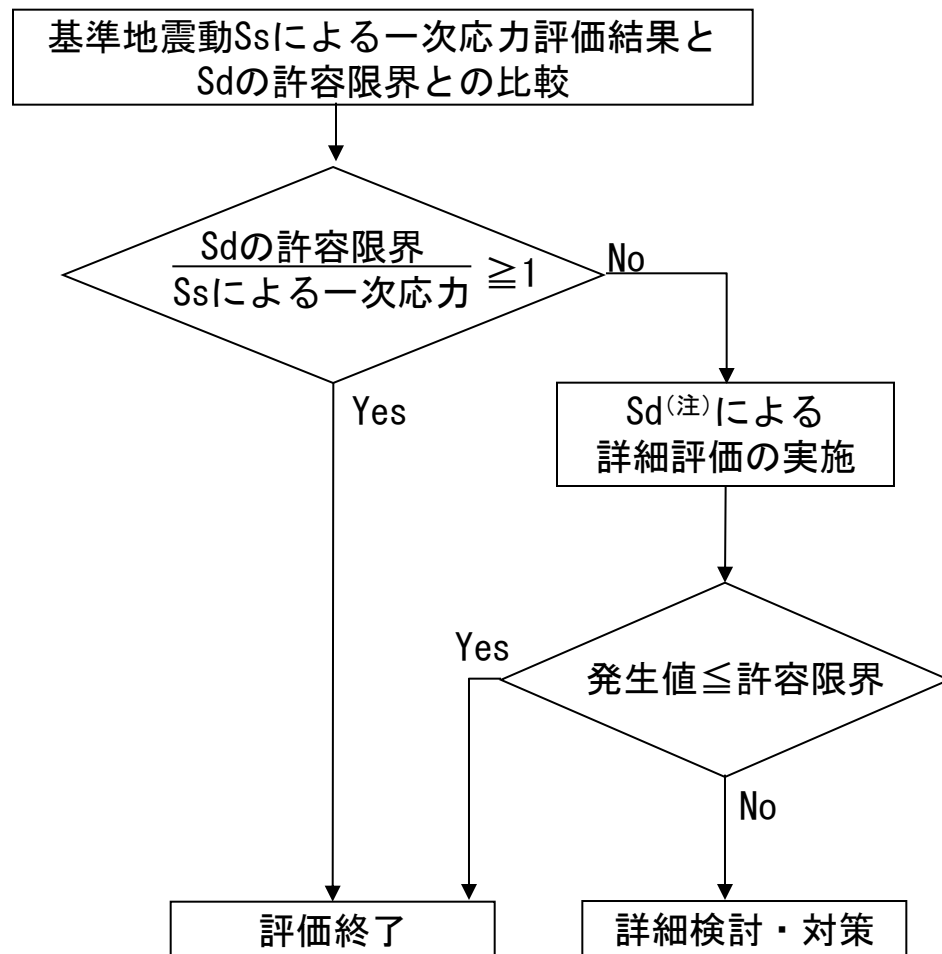 基準地震動Ssによる一次応力評価結果と
Sdの許容限界との比較
Sdの許容限界
Ssによる一次応力
≧1
No
Yes
Sd(注)による
詳細評価の実施
Yes
発生値≦許容限界
No
評価終了
詳細検討・対策